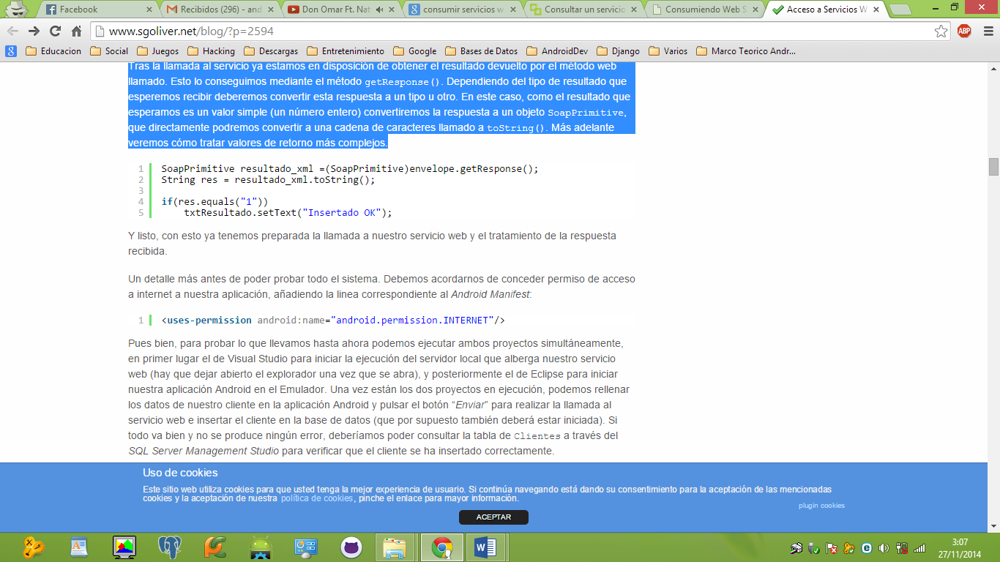 Facebook
Recibidos (296) - and
Don Omar Ft. Nat
consumir servicios w
Consultar un servicio
Consumiendo Web S
Acceso a Servicios W
www.sgoliver.net/blog/?p=2594
ABP
Educacion
Social
Juegos
Hacking
Descargas
Entretenimiento
Google
Bases de Datos
AndroidDev
Django
Varios
Marco Teorico Andr...
Tras la llamada al servicio ya estamos en disposición de obtener el resultado devuelto por el método web
llamado. Esto lo conseguimos mediante el método getResponse(). Dependiendo del tipo de resultado que
esperemos recibir deberemos convertir esta respuesta a un tipo u otro. En este caso, como el resultado que
esperamos es un valor simple (un número entero) convertiremos la respuesta a un objeto SoapPrimitive,
que directamente podremos convertir a una cadena de caracteres llamado a toString(). Más adelante
veremos cómo tratar valores de retorno más complejos.
1 SoapPrimitive resultado_xml =(SoapPrimitive)envelope.getResponse();
2 String res = resultado_xml.toString();
3
4 if(res.equals("1"))
5 txtResultado.setText("Insertado OK");
Y listo, con esto ya tenemos preparada la llamada a nuestro servicio web y el tratamiento de la respuesta
recibida.
Un detalle más antes de poder probar todo el sistema. Debemos acordarnos de conceder permiso de acceso
a internet a nuestra aplicación, añadiendo la linea correspondiente al Android Manifest:
1 <uses-permission android:name="android.permission.INTERNET"/>
Pues bien, para probar lo que llevamos hasta ahora podemos ejecutar ambos proyectos simultáneamente,
en primer lugar el de Visual Studio para iniciar la ejecución del servidor local que alberga nuestro servicio
web (hay que dejar abierto el explorador una vez que se abra), y posteriormente el de Eclipse para iniciar
nuestra aplicación Android en el Emulador. Una vez están los dos proyectos en ejecución, podemos rellenar
los datos de nuestro cliente en la aplicación Android y pulsar el botón “Enviar” para realizar la llamada al
servicio web e insertar el cliente en la base de datos (que por supuesto también deberá estar iniciada). Si
todo va bien y no se produce ningún error, deberíamos poder consultar la tabla de Clientes a través del
SQL Server Management Studio para verificar que el cliente se ha insertado correctamente.
Uso de cookies
Este sitio web utiliza cookies para que usted tenga la mejor experiencia de usuario. Si continúa navegando está dando su consentimiento para la aceptación de las mencionadas
cookies y la aceptación de nuestra política de cookies, pinche el enlace para mayor información.
plugin cookies
ACEPTAR
3:07
27/11/2014